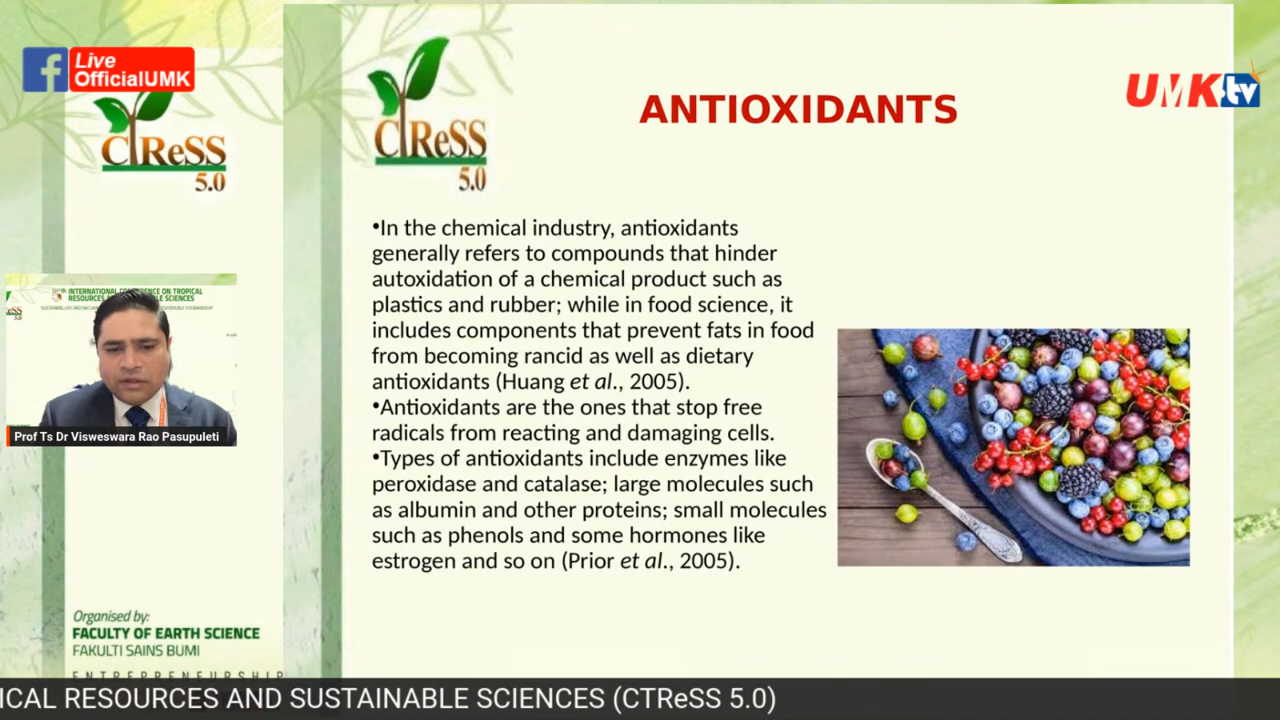 Live
OfficialUMK
CTReSS
5.0
CTReSS
5.0
ANTIOXIDANTS
UMK tv
•In the chemical industry, antioxidants
generally refers to compounds that hinder
autoxidation of a chemical product such as
plastics and rubber; while in food science, it
includes components that prevent fats in food
from becoming rancid as well as dietary
antioxidants (Huang et al., 2005).
•Antioxidants are the ones that stop free
radicals from reacting and damaging cells.
•Types of antioxidants include enzymes like
peroxidase and catalase; large molecules such
as albumin and other proteins; small molecules
such as phenols and some hormones like
estrogen and so on (Prior et al., 2005).
INTERNATIONAL CONFERENCE ON TROPICAL
RESOURCES
SCIENCES
Prof Ts Dr Visweswara Rao Pasupuleti
Organised by:
FACULTY OF EARTH SCIENCE
FAKULTI SAINS BUMI
ENTREPRENEURSHIP
ICAL RESOURCES AND SUSTAINABLE SCIENCES (CTReSS 5.0)